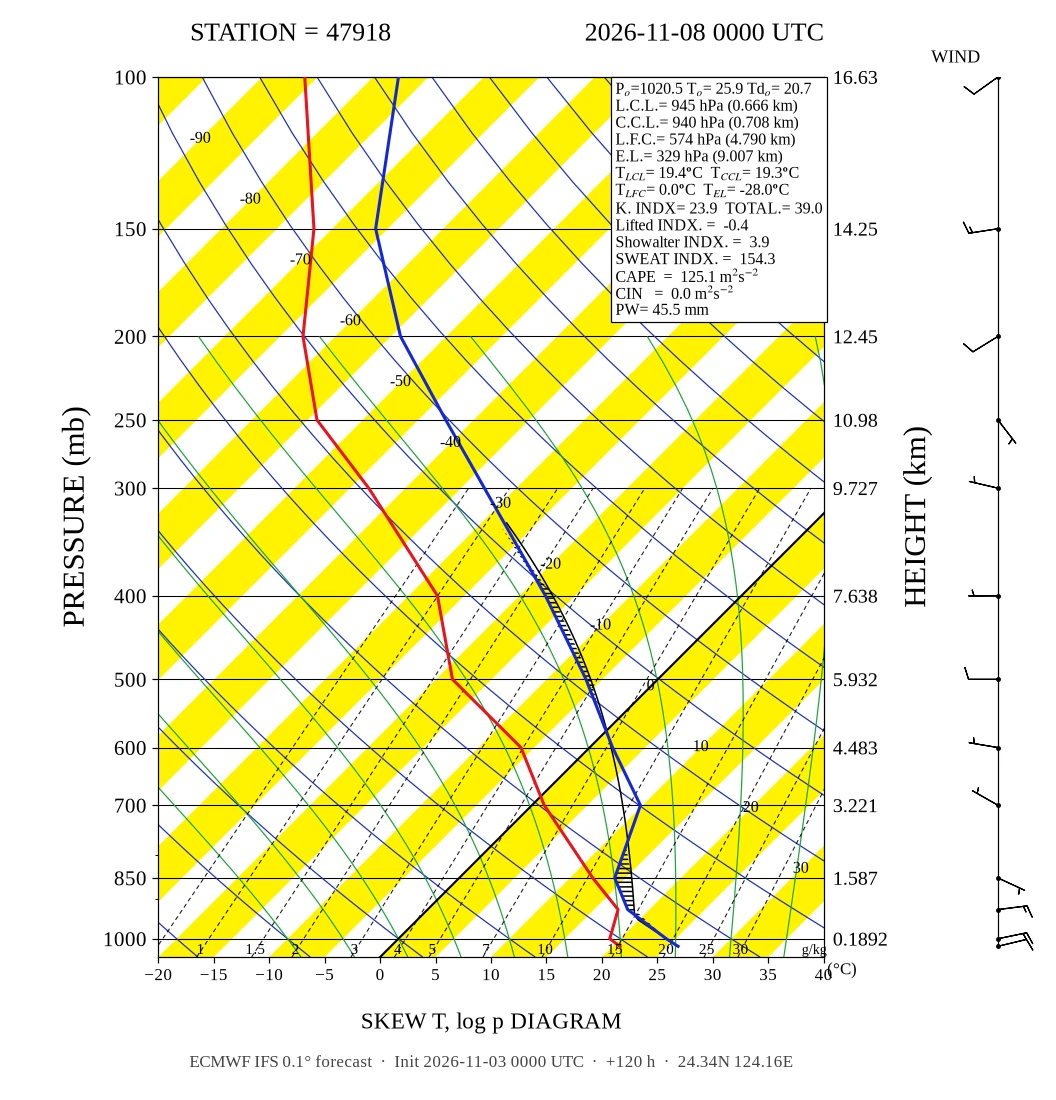 STATION = 47918
2026-11-08 0000 UTC
WIND
100
150
200
250
300
400
500
600
700
850
1000
PRESSURE (mb)
-90
-80
-70
-60
-50
-40
-30
-20
-10
0
10
20
30
Pₒ=1020.5 Tₒ= 25.9 Tdₒ= 20.7
L.C.L.= 945 hPa (0.666 km)
C.C.L.= 940 hPa (0.708 km)
L.F.C.= 574 hPa (4.790 km)
E.L.= 329 hPa (9.007 km)
T_LCL= 19.4°C T_CCL= 19.3°C
T_LFC= 0.0°C T_EL= -28.0°C
K. INDX= 23.9 TOTAL.= 39.0
Lifted INDX. = -0.4
Showalter INDX. = 3.9
SWEAT INDX. = 154.3
CAPE = 125.1 m²s⁻²
CIN = 0.0 m²s⁻²
PW= 45.5 mm
16.63
14.25
12.45
10.98
9.727
7.638
5.932
4.483
3.221
1.587
0.1892
HEIGHT (km)
1 1.5 2 3 4 5 7 10 15 20 25 30 g/kg
−20 −15 −10 −5 0 5 10 15 20 25 30 35 40 (°C)
SKEW T, log p DIAGRAM
ECMWF IFS 0.1° forecast · Init 2026-11-03 0000 UTC · +120 h · 24.34N 124.16E